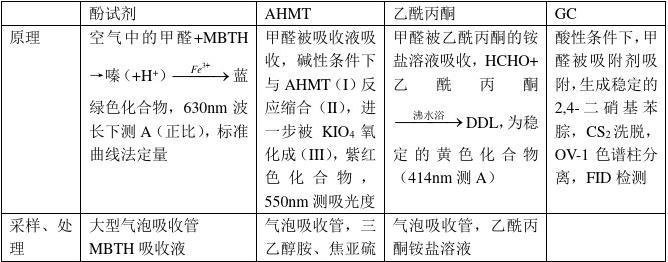 酚试剂 AHMT 乙酰丙酮 GC
原理
空气中的甲醛+MBTH
→嗪（+H⁺） Fe³⁺→ 蓝
绿色化合物，630nm 波
长下测 A（正比），标准
曲线法定量
甲醛被吸收液吸
收，碱性条件下
与 AHMT（I）反
应缩合（II），进
一步被 KIO₄ 氧
化成（III），紫红
色化合物，
550nm 测吸光度
甲醛被乙酰丙酮的铵
盐溶液吸收，HCHO+
乙酰丙酮
沸水浴→ DDL，为稳
定的黄色化合物
（414nm 测 A）
酸性条件下，甲
醛被吸附剂吸
附，生成稳定的
2,4-二硝基苯
腙，CS₂ 洗脱，
OV-1 色谱柱分
离，FID 检测
采样、处
理
大型气泡吸收管
MBTH 吸收液
气泡吸收管，三
乙醇胺、焦亚硫
气泡吸收管，乙酰丙
酮铵盐溶液